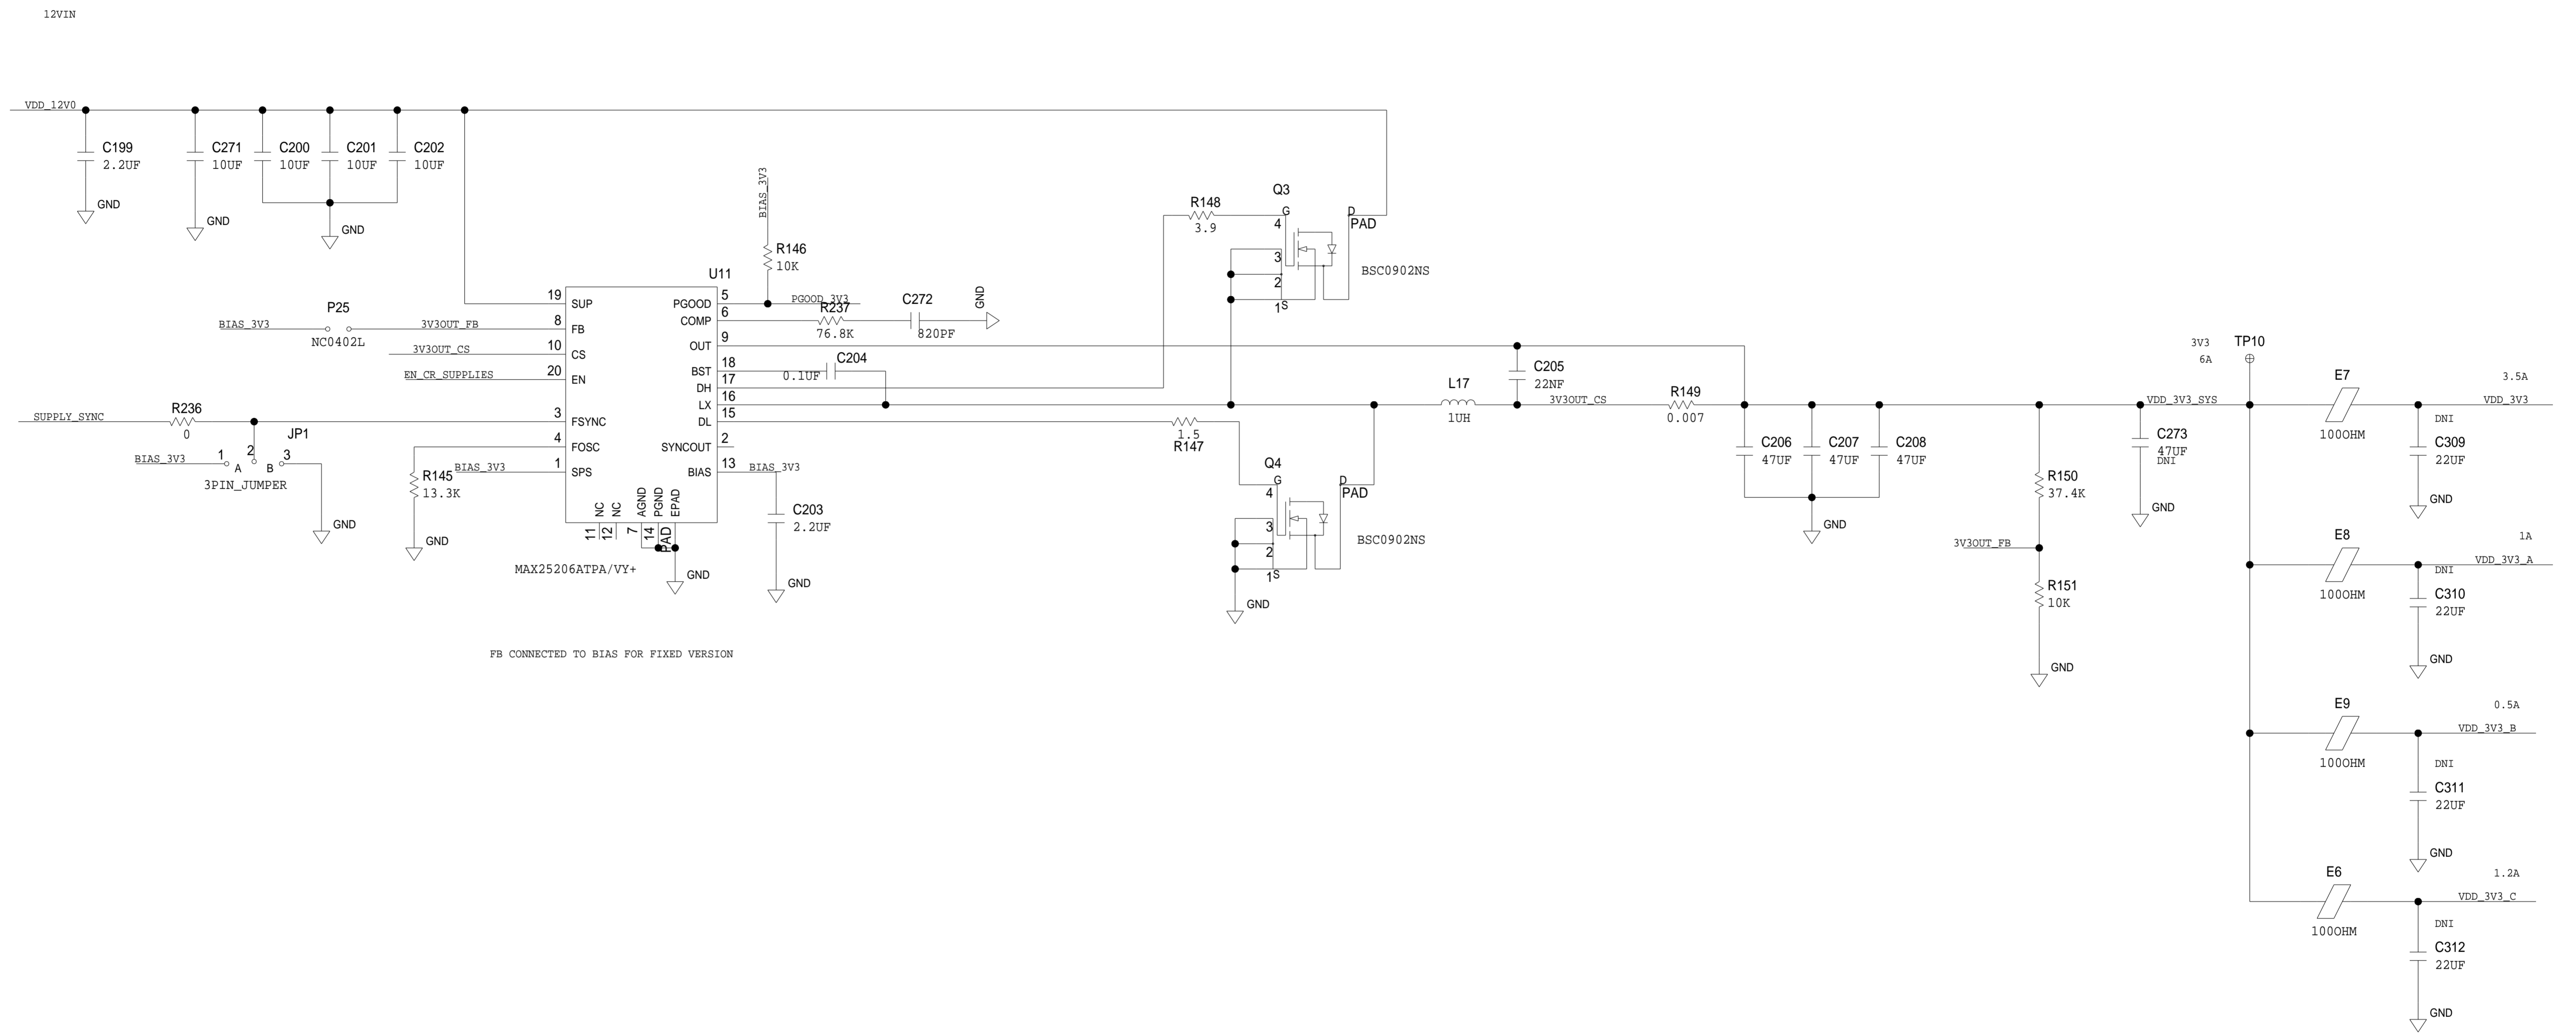 12VIN
VDD_12V0
C199
2.2UF
GND
C271
10UF
GND
C200
10UF
C201
10UF
C202
10UF
GND
BIAS_3V3
R146
10K
U11
19 SUP
8 FB
10 CS
20 EN
3 FSYNC
4 FOSC
1 SPS
PGOOD 5
COMP 6
OUT 9
BST 18
DH 17
LX 16
DL 15
SYNCOUT 2
BIAS 13
NC 11
NC 12
AGND 7
PGND 14
EPAD PAD
GND
MAX25206ATPA/VY+
P25
BIAS_3V3
3V3OUT_FB
NC0402L
3V3OUT_CS
EN_CR_SUPPLIES
SUPPLY_SYNC
R236
0
JP1
BIAS_3V3
1
2
3
A
B
3PIN_JUMPER
GND
R145
13.3K
GND
BIAS_3V3
PGOOD_3V3
R237
76.8K
C272
820PF
GND
C204
0.1UF
BIAS_3V3
C203
2.2UF
GND
FB CONNECTED TO BIAS FOR FIXED VERSION
R148
3.9
Q3
G
4
3
2
1
S
D
PAD
BSC0902NS
1.5
R147
Q4
G
4
3
2
1
S
D
PAD
BSC0902NS
GND
L17
1UH
C205
22NF
3V3OUT_CS
R149
0.007
C206
47UF
C207
47UF
C208
47UF
GND
R150
37.4K
3V3OUT_FB
R151
10K
GND
C273
47UF
DNI
GND
VDD_3V3_SYS
3V3
6A
TP10
E7
100OHM
3.5A
VDD_3V3
DNI
C309
22UF
GND
E8
100OHM
1A
VDD_3V3_A
DNI
C310
22UF
GND
E9
100OHM
0.5A
VDD_3V3_B
DNI
C311
22UF
GND
E6
100OHM
1.2A
VDD_3V3_C
DNI
C312
22UF
GND